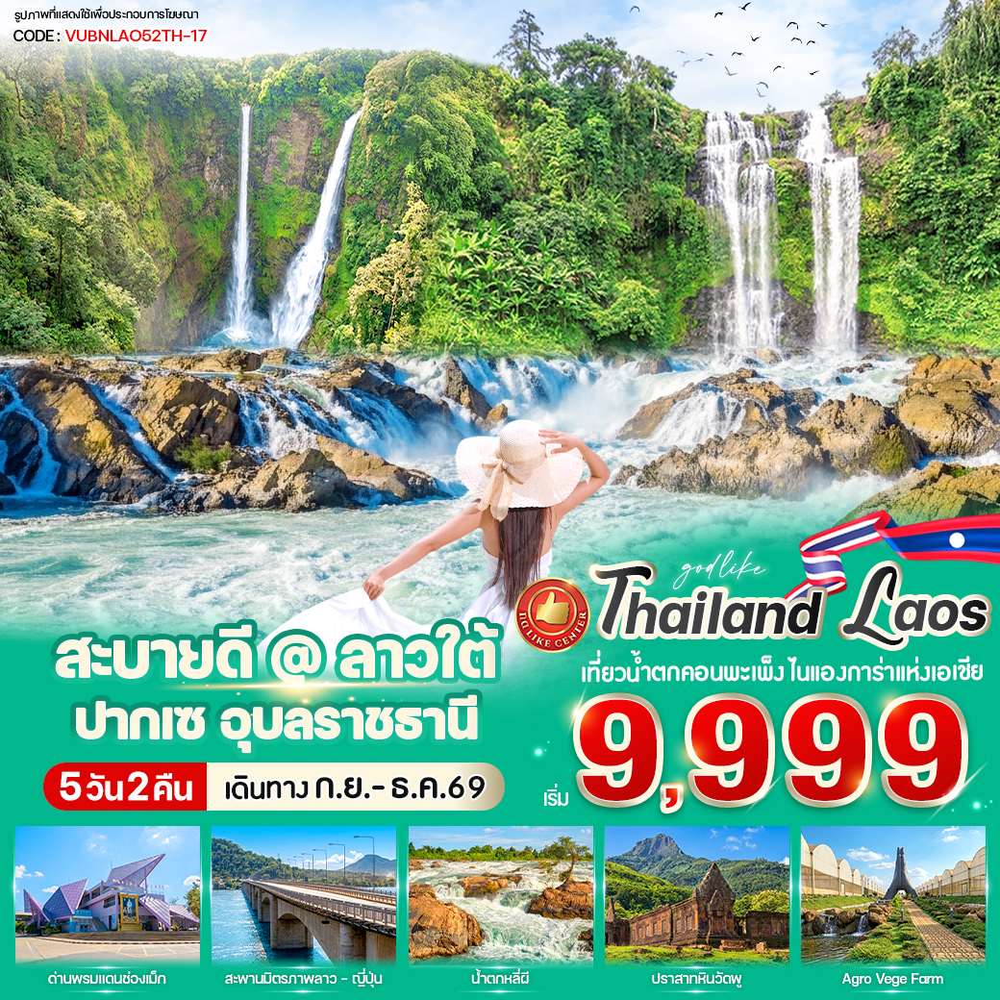 รูปภาพที่แสดงใช้เพื่อประกอบการโฆษณา
CODE : VUBNLAO52TH-17
godlike
Thailand Laos
JIG LIKE CENTER
สะบายดี @ ลาวใต้
ปากเซ อุบลราชธานี
5 วัน 2 คืน เดินทาง ก.ย.- ธ.ค.69
เที่ยวน้ำตกคอนพะเพ็ง ไนแองการ่าแห่งเอเชีย
เริ่ม 9,999
ด่านพรมแดนช่องเม็ก
สะพานมิตรภาพลาว - ญี่ปุ่น
น้ำตกหลี่ผี
ปราสาทหินวัดพู
Agro Vege Farm